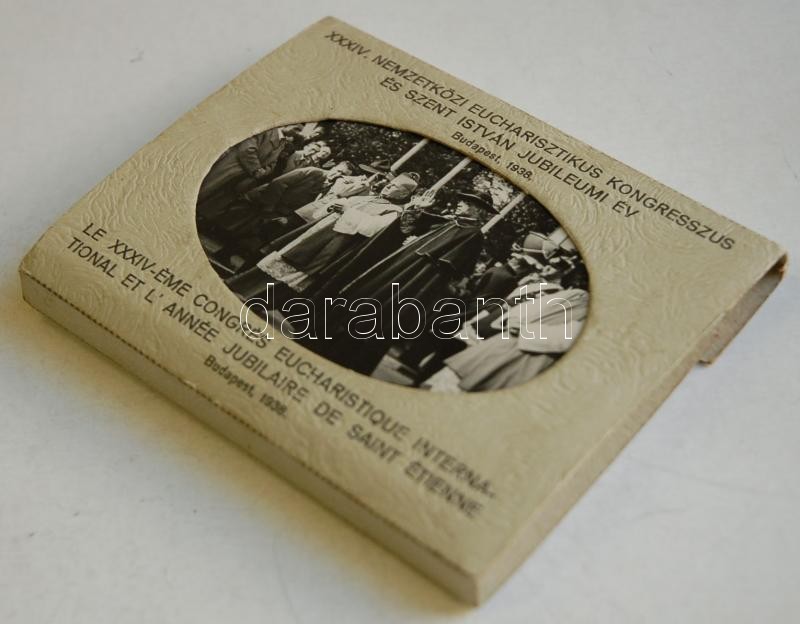 XXXIV. NEMZETKÖZI EUCHARISZTIKUS KONGRESSZUS
ÉS SZENT ISTVÁN JUBILEUMI ÉV
Budapest, 1938.
darabanth
LE XXXIV-ÈME CONGRÈS EUCHARISTIQUE INTERNA-
TIONAL ET L' ANNÉE JUBILAIRE DE SAINT ÉTIENNE
Budapest, 1938.